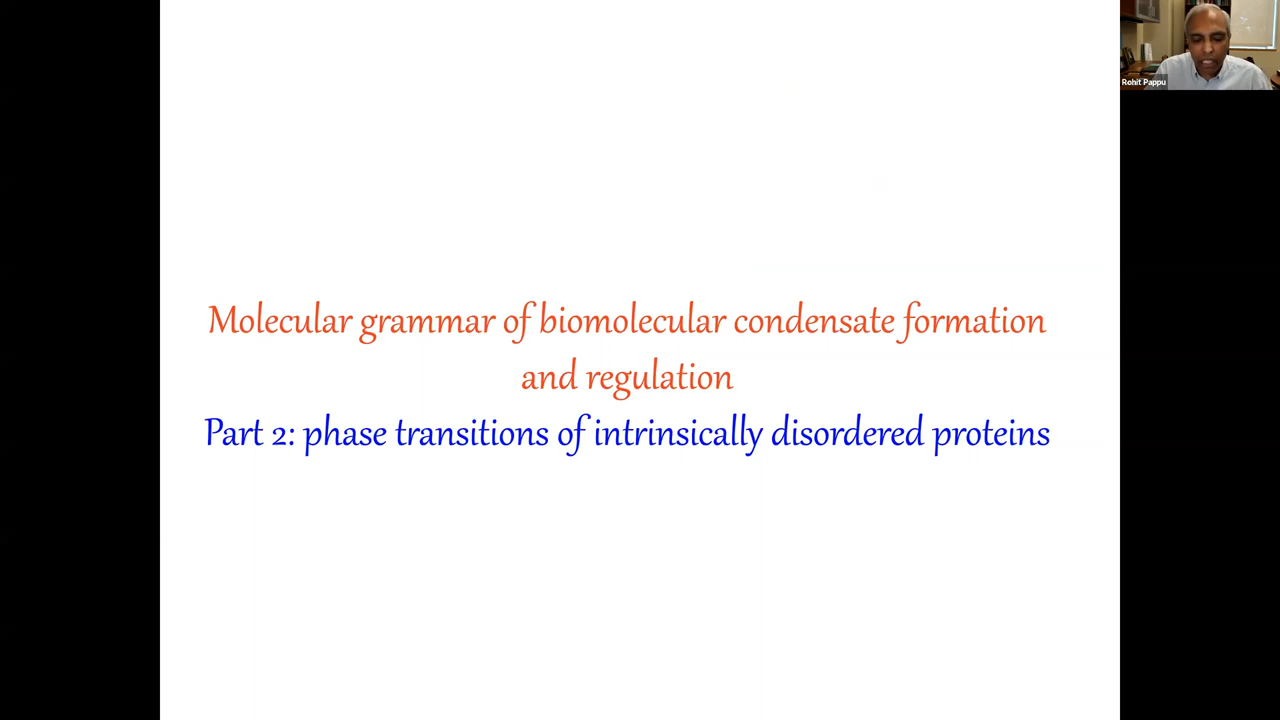 Rohit Pappu
Molecular grammar of biomolecular condensate formation
and regulation
Part 2: phase transitions of intrinsically disordered proteins